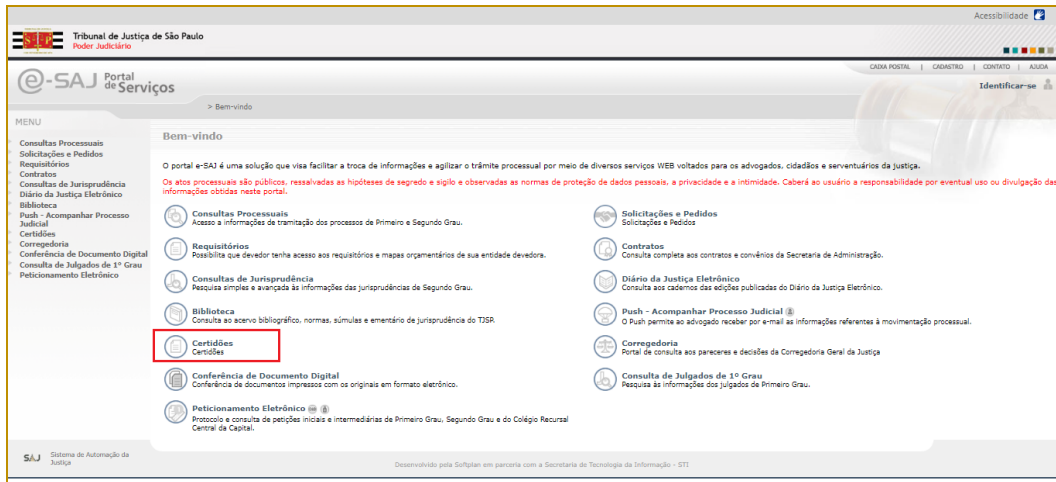 Acessibilidade
Tribunal de Justiça de São Paulo
Poder Judiciário
CAIXA POSTAL | CADASTRO | CONTATO | AJUDA
e-SAJ Portal de Serviços
Identificar-se
> Bem-vindo
MENU
Consultas Processuais
Solicitações e Pedidos
Requisitórios
Contratos
Consultas de Jurisprudência
Diário da Justiça Eletrônico
Biblioteca
Push - Acompanhar Processo
Judicial
Certidões
Corregedoria
Conferência de Documento Digital
Consulta de Julgados de 1º Grau
Peticionamento Eletrônico
Bem-vindo
O portal e-SAJ é uma solução que visa facilitar a troca de informações e agilizar o trâmite processual por meio de diversos serviços WEB voltados para os advogados, cidadãos e serventuários da justiça.
Os atos processuais são públicos, ressalvadas as hipóteses de segredo e sigilo e observadas as normas de proteção de dados pessoais, a privacidade e a intimidade. Caberá ao usuário a responsabilidade por eventual uso ou divulgação das
informações obtidas neste portal.
Consultas Processuais
Acesso a informações de tramitação dos processos de Primeiro e Segundo Grau.
Solicitações e Pedidos
Solicitações e Pedidos
Requisitórios
Possibilita que devedor tenha acesso aos requisitórios e mapas orçamentários de sua entidade devedora.
Contratos
Consulta completa aos contratos e convênios da Secretaria de Administração.
Consultas de Jurisprudência
Pesquisa simples e avançada às informações das jurisprudências de Segundo Grau.
Diário da Justiça Eletrônico
Consulta aos cadernos das edições publicadas do Diário da Justiça Eletrônico.
Biblioteca
Consulta ao acervo bibliográfico, normas, súmulas e ementário de jurisprudência do TJSP.
Push - Acompanhar Processo Judicial
O Push permite ao advogado receber por e-mail as informações referentes à movimentação processual.
Certidões
Certidões
Corregedoria
Portal de consulta aos pareceres e decisões da Corregedoria Geral da Justiça
Conferência de Documento Digital
Conferência de documentos impressos com os originais em formato eletrônico.
Consulta de Julgados de 1º Grau
Pesquisa às informações dos julgados de Primeiro Grau.
Peticionamento Eletrônico
Protocolo e consulta de petições iniciais e intermediárias de Primeiro Grau, Segundo Grau e do Colégio Recursal
Central da Capital.
SAJ Sistema de Automação da
Justiça
Desenvolvido pela Softplan em parceria com a Secretaria de Tecnologia da Informação - STI